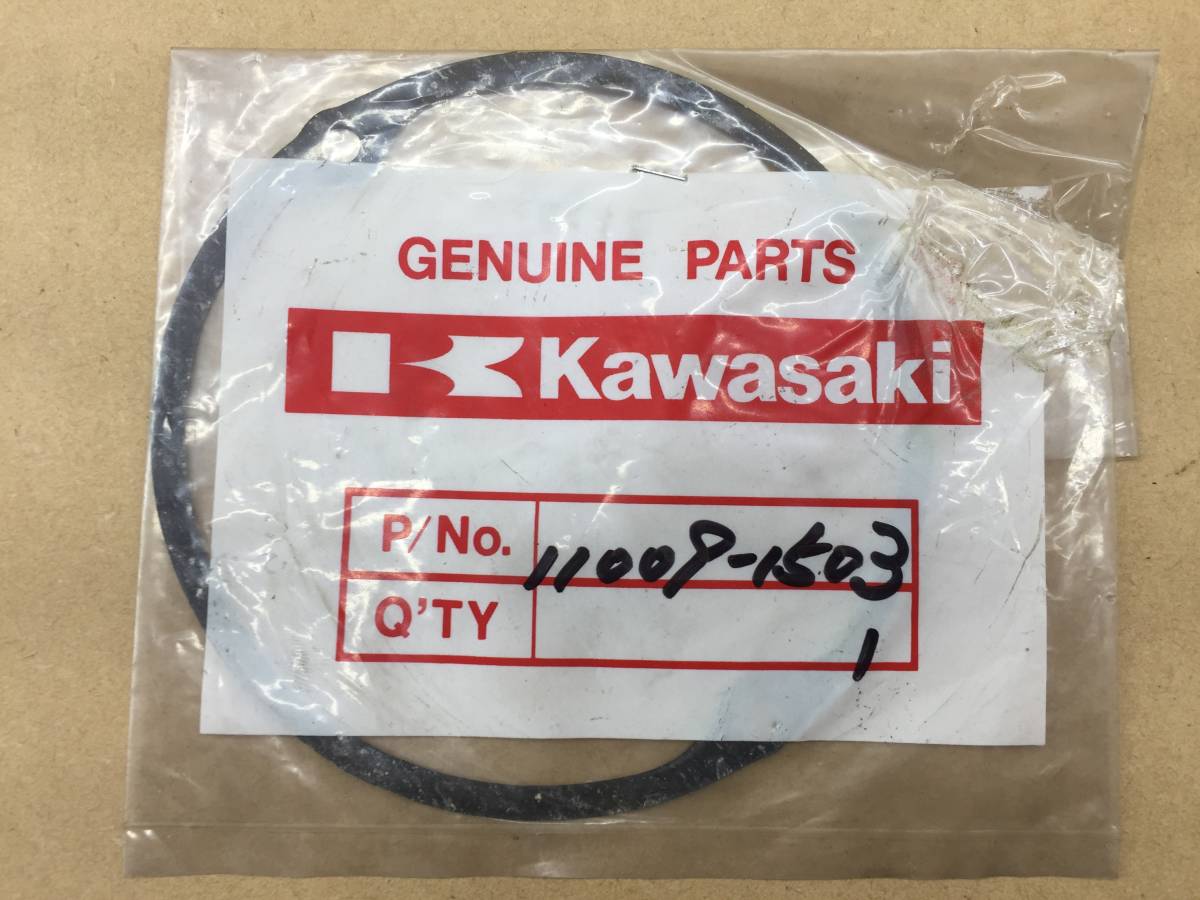 GENUINE PARTS
Kawasaki
P/No. 11009-1503
Q'TY 1